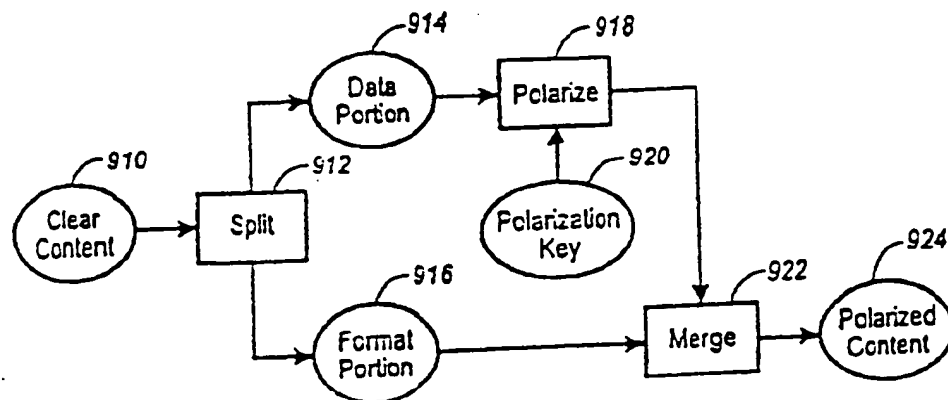 914
Data
Portion
918
Polarize
910
Clear
Content
912
Split
920
Polarization
Key
916
Format
Portion
922
Merge
924
Polarized
Content